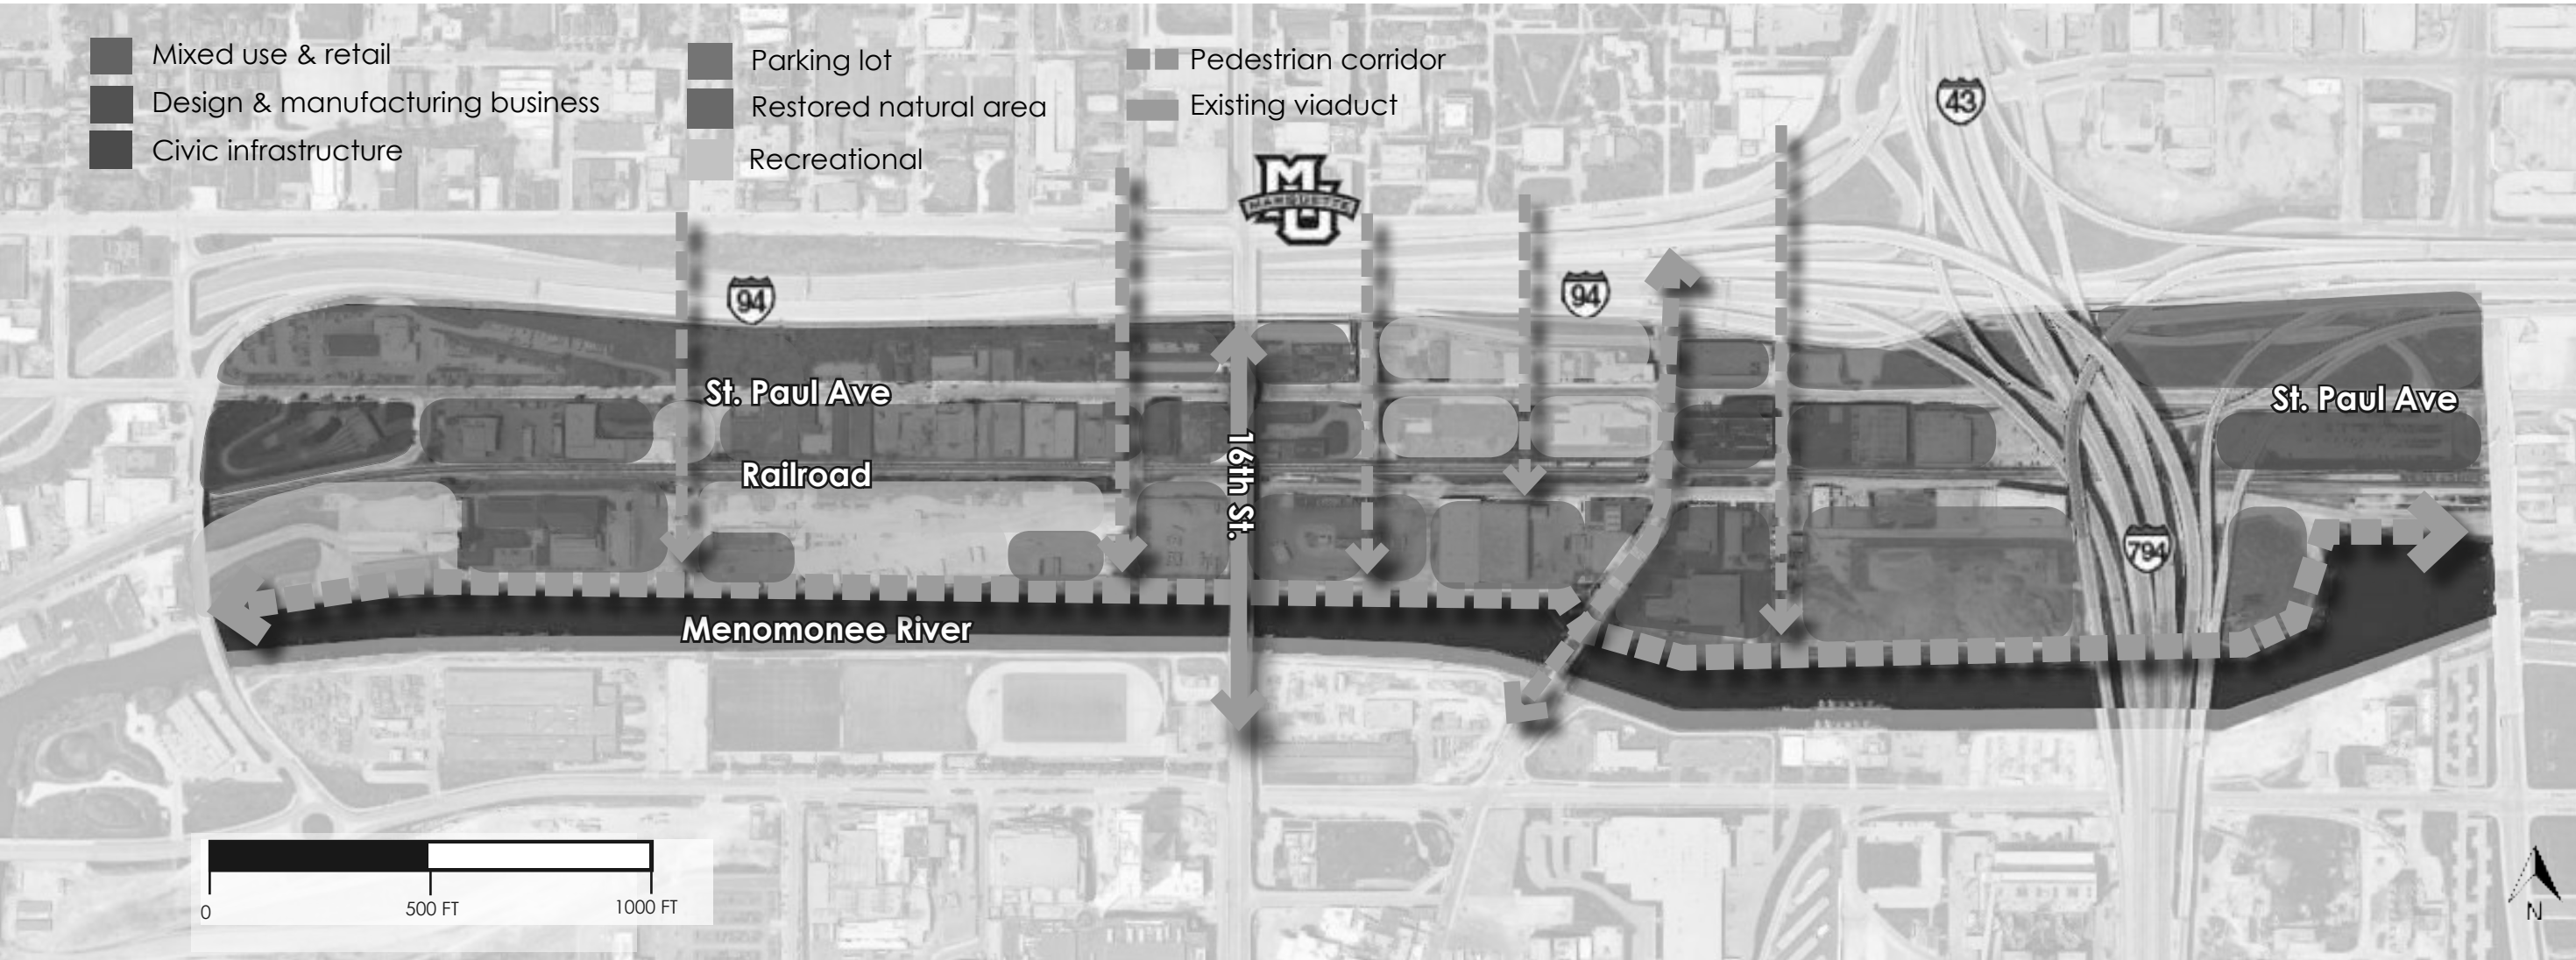 Mixed use & retail
Design & manufacturing business
Civic infrastructure
Parking lot
Restored natural area
Recreational
Pedestrian corridor
Existing viaduct
43
MU
MARQUETTE
94
94
St. Paul Ave
St. Paul Ave
Railroad
16th St.
794
Menomonee River
0
500 FT
1000 FT
N